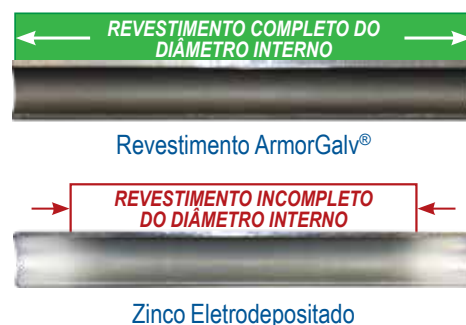 REVESTIMENTO COMPLETO DO
DIÂMETRO INTERNO
Revestimento ArmorGalv®
REVESTIMENTO INCOMPLETO
DO DIÂMETRO INTERNO
Zinco Eletrodepositado